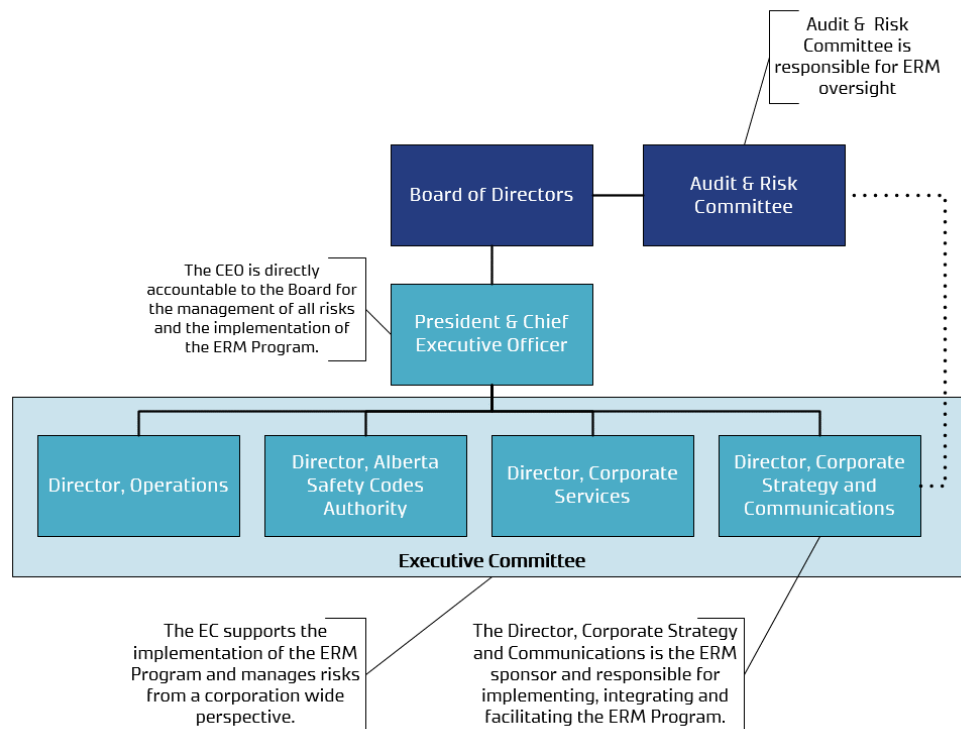 Audit & Risk
Committee is
responsible for ERM
oversight
Board of Directors
Audit & Risk
Committee
The CEO is directly
accountable to the Board for
the management of all risks
and the implementation of
the ERM Program.
President & Chief
Executive Officer
Director, Operations
Director, Alberta
Safety Codes
Authority
Director, Corporate
Services
Director, Corporate
Strategy and
Communications
Executive Committee
The EC supports the
implementation of the ERM
Program and manages risks
from a corporation wide
perspective.
The Director, Corporate Strategy
and Communications is the ERM
sponsor and responsible for
implementing, integrating and
facilitating the ERM Program.